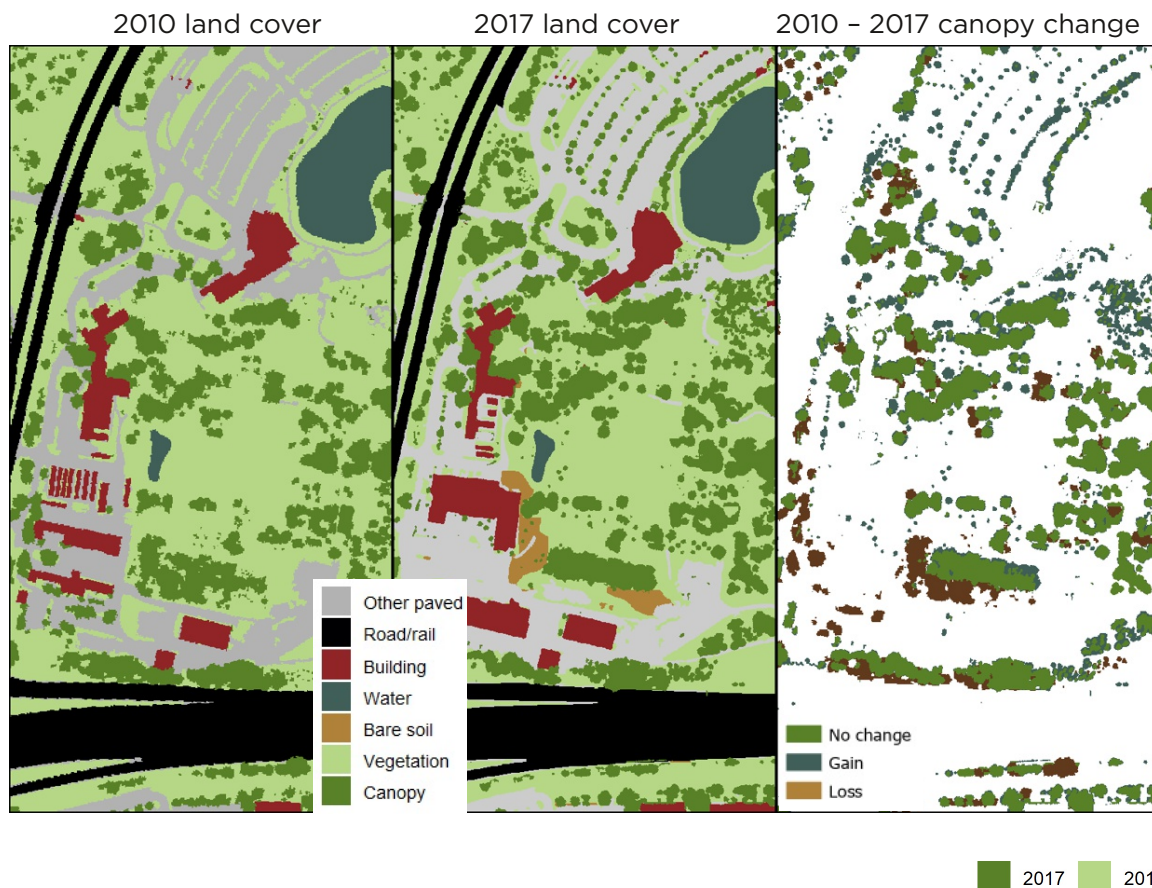 2010 land cover
2017 land cover
2010 – 2017 canopy change
Other paved
Road/rail
Building
Water
Bare soil
Vegetation
Canopy
No change
Gain
Loss
2017
201